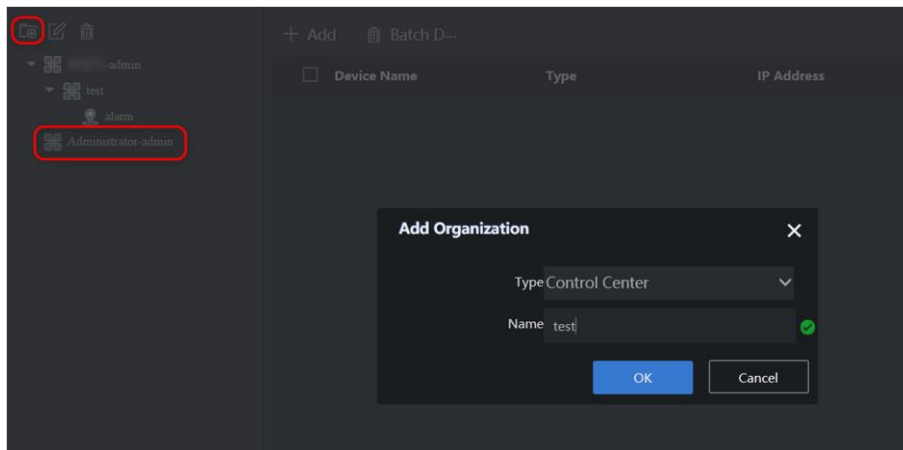 + Add Batch D...
-admin
Device Name Type IP Address
test
alarm
Administrator-admin
Add Organization
Type Control Center
Name test
OK Cancel